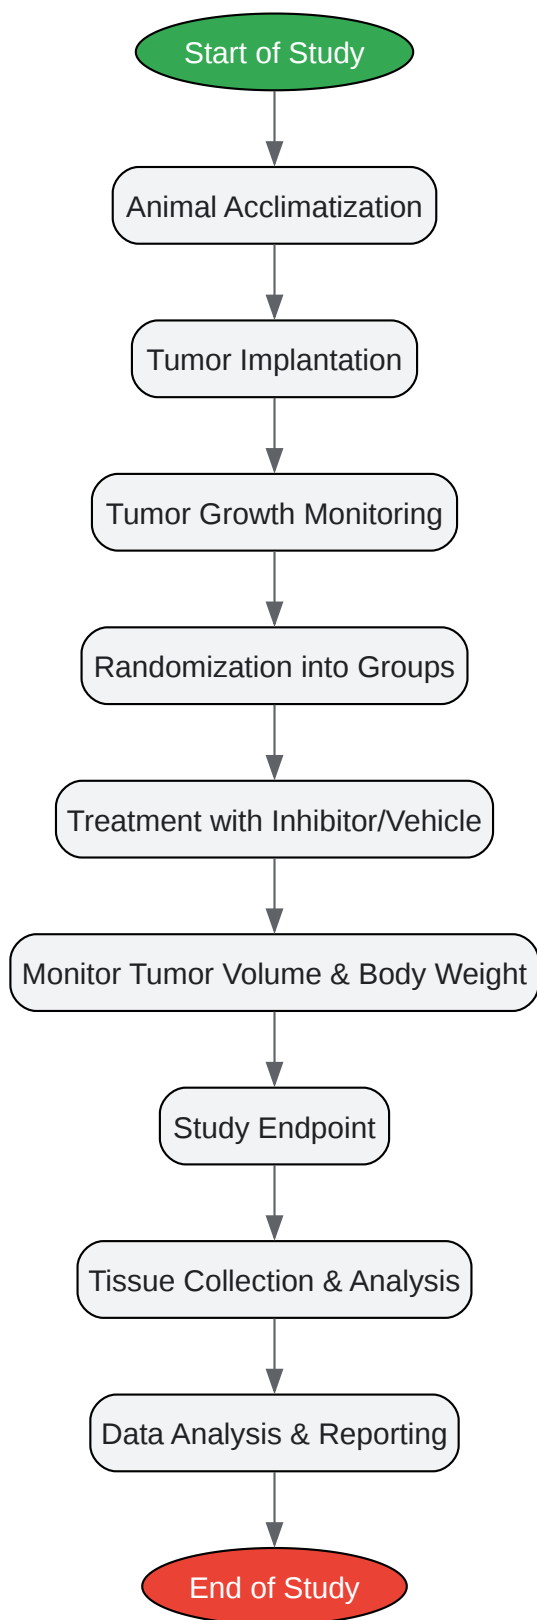 Start of Study
Animal Acclimatization
Tumor Implantation
Tumor Growth Monitoring
Randomization into Groups
Treatment with Inhibitor/Vehicle
Monitor Tumor Volume & Body Weight
Study Endpoint
Tissue Collection & Analysis
Data Analysis & Reporting
End of Study